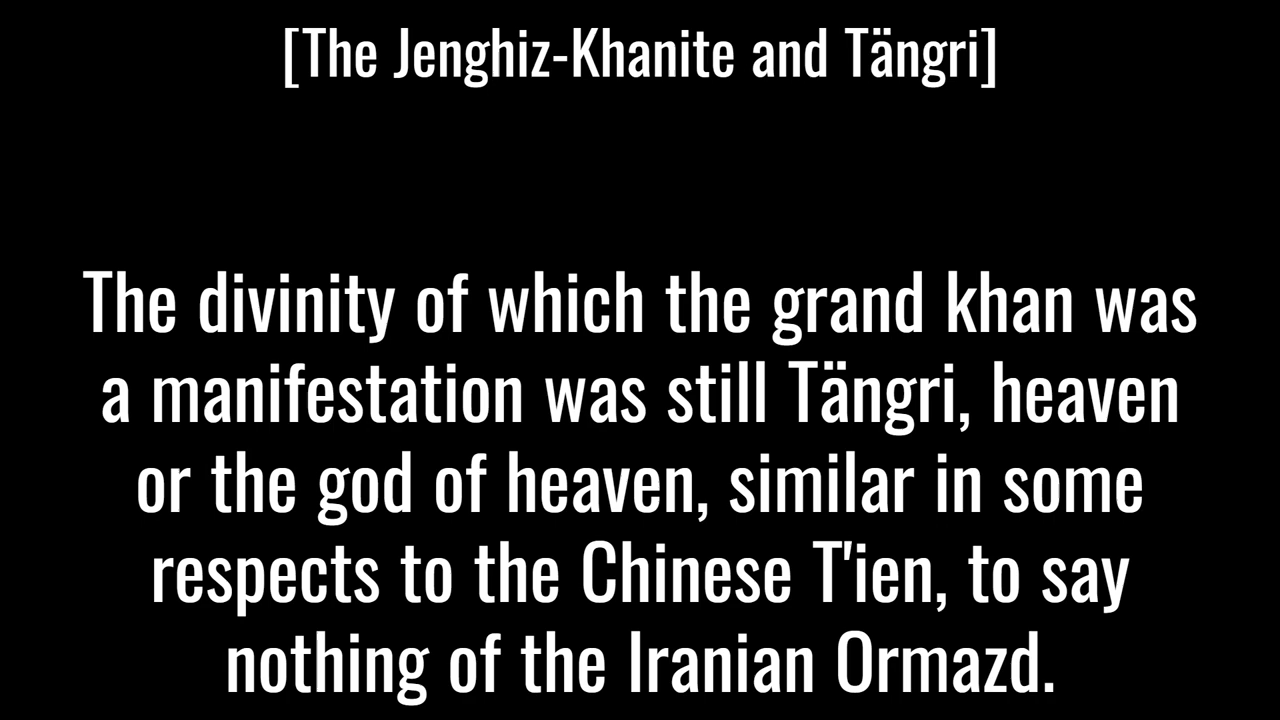 [The Jenghiz-Khanite and Tängri]
The divinity of which the grand khan was
a manifestation was still Tängri, heaven
or the god of heaven, similar in some
respects to the Chinese T'ien, to say
nothing of the Iranian Ormazd.